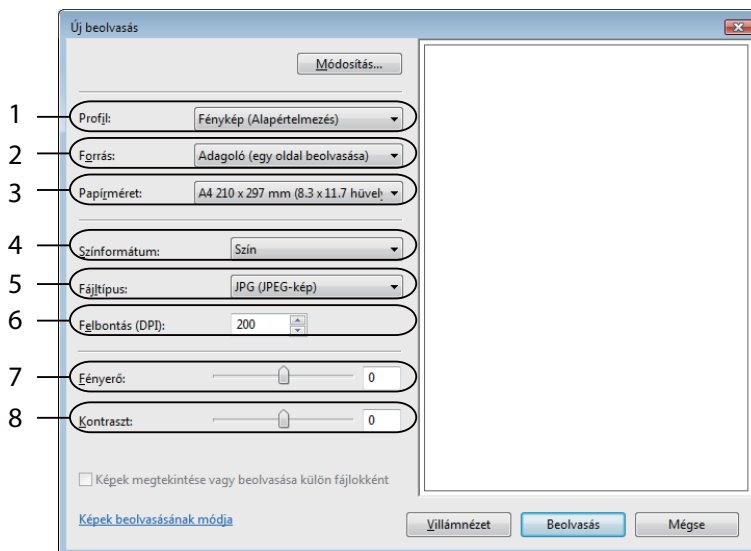 Új beolvasás
Módosítás...
1 Profil: Fénykép (Alapértelmezés)
2 Forrás: Adagoló (egy oldal beolvasása)
3 Papírméret: A4 210 x 297 mm (8.3 x 11.7 hüvely
4 Színformátum: Szín
5 Fájltípus: JPG (JPEG-kép)
6 Felbontás (DPI): 200
7 Fényerő: 0
8 Kontraszt: 0
Képek megtekintése vagy beolvasása külön fájlokként
Képek beolvasásának módja
Villámnézet Beolvasás Mégse